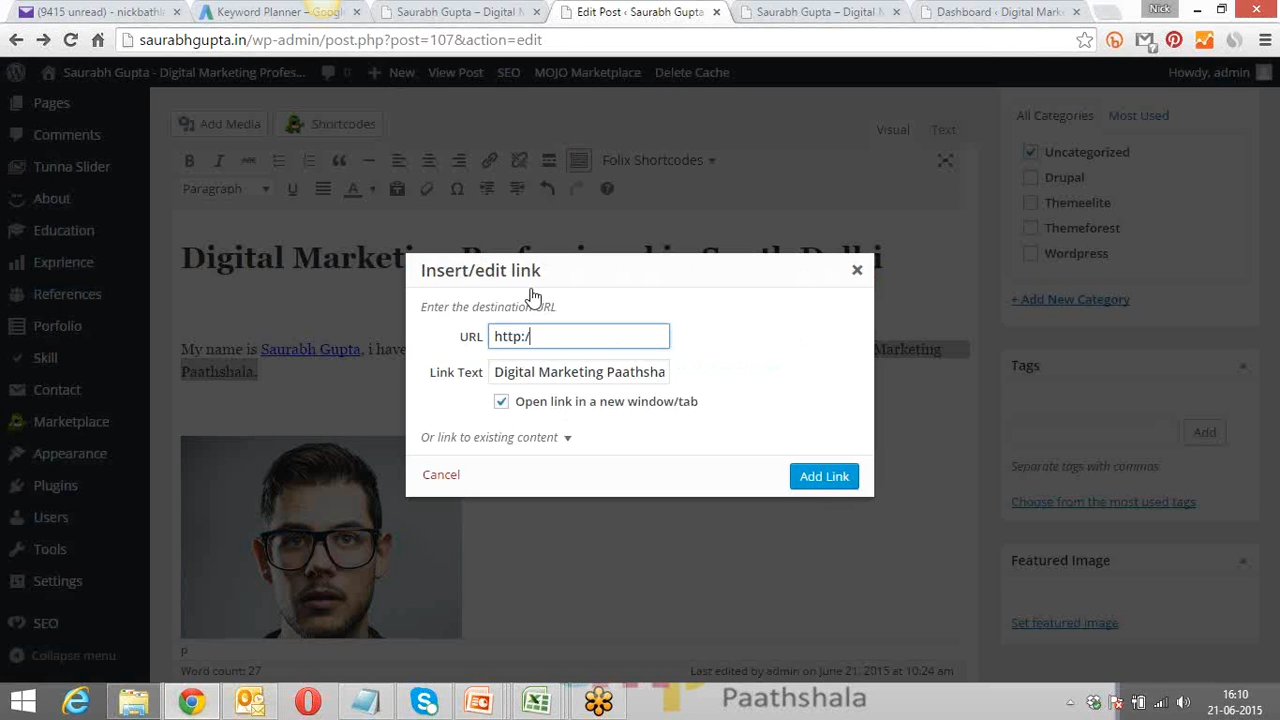 (9415 unread) - nickbathl
Keyword Planner – Googl
Saurabh Gupta – Digital M
Edit Post ‹ Saurabh Gupta
Saurabh Gupta – Digital M
Dashboard ‹ Digital Mark
Nick
saurabhgupta.in/wp-admin/post.php?post=107&action=edit
Saurabh Gupta - Digital Marketing Profes...
0
New
View Post
SEO
MOJO Marketplace
Delete Cache
Howdy, admin
Pages
Comments
Tunna Slider
About
Education
Exprience
References
Porfolio
Skill
Contact
Marketplace
Appearance
Plugins
Users
Tools
Settings
SEO
Collapse menu
Add Media
Shortcodes
Visual
Text
B I ABC
Folix Shortcodes
Paragraph
U
A
Digital Marketing Professional in South Delhi
My name is Saurabh Gupta, i have
Marketing
Paathshala.
p
Word count: 27
Last edited by admin on June 21, 2015 at 10:24 am
Insert/edit link
Enter the destination URL
URL
http:/
Link Text
Digital Marketing Paathsha
Open link in a new window/tab
Or link to existing content
Cancel
Add Link
All Categories
Most Used
Uncategorized
Drupal
Themeelite
Themeforest
Wordpress
+ Add New Category
Tags
Add
Separate tags with commas
Choose from the most used tags
Featured Image
Set featured image
Paathshala
16:10
21-06-2015